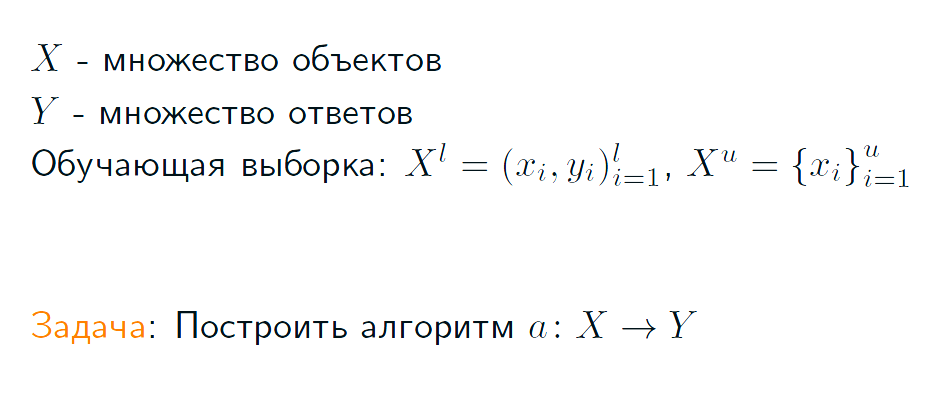 X - множество объектов
Y - множество ответов
Обучающая выборка: X^l = (x_i, y_i)_{i=1}^l, X^u = {x_i}_{i=1}^u
Задача: Построить алгоритм a: X → Y